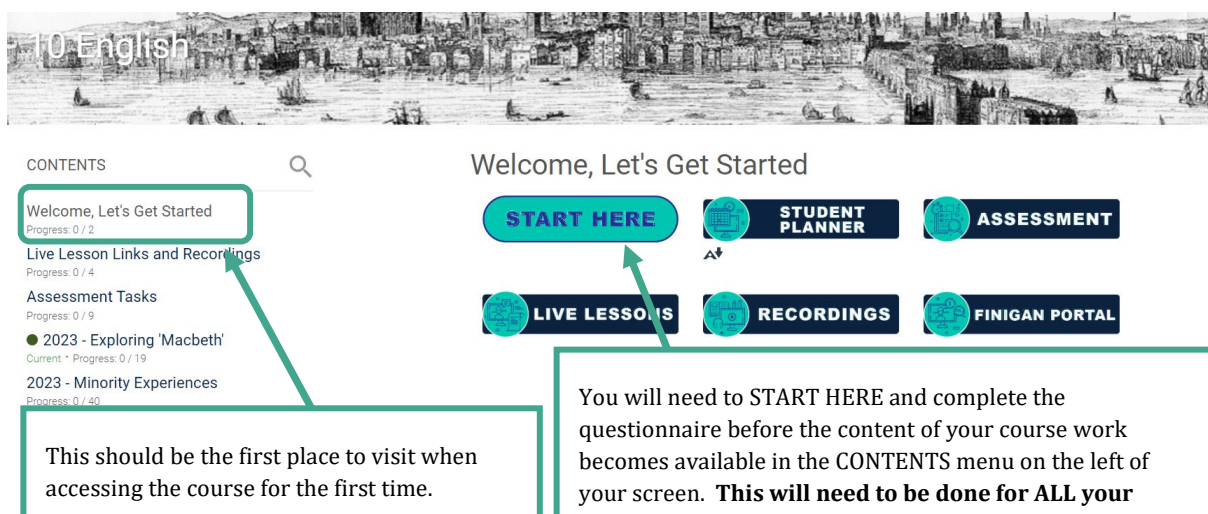 10 English
CONTENTS
Welcome, Let's Get Started
Progress: 0 / 2
Live Lesson Links and Recordings
Progress: 0 / 4
Assessment Tasks
Progress: 0 / 9
2023 - Exploring 'Macbeth'
Current · Progress: 0 / 19
2023 - Minority Experiences
Progress: 0 / 40
This should be the first place to visit when
accessing the course for the first time.
Welcome, Let's Get Started
START HERE
STUDENT
PLANNER
ASSESSMENT
LIVE LESSONS
RECORDINGS
FINIGAN PORTAL
You will need to START HERE and complete the
questionnaire before the content of your course work
becomes available in the CONTENTS menu on the left of
your screen. This will need to be done for ALL your